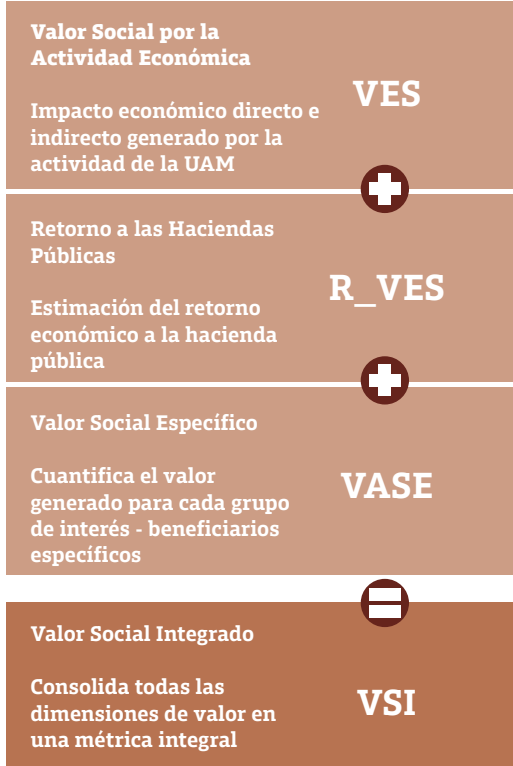 Valor Social por la
Actividad Económica
Impacto económico directo e
indirecto generado por la
actividad de la UAM
VES
Retorno a las Haciendas
Públicas
Estimación del retorno
económico a la hacienda
pública
R_VES
Valor Social Específico
Cuantifica el valor
generado para cada grupo
de interés - beneficiarios
específicos
VASE
Valor Social Integrado
Consolida todas las
dimensiones de valor en
una métrica integral
VSI